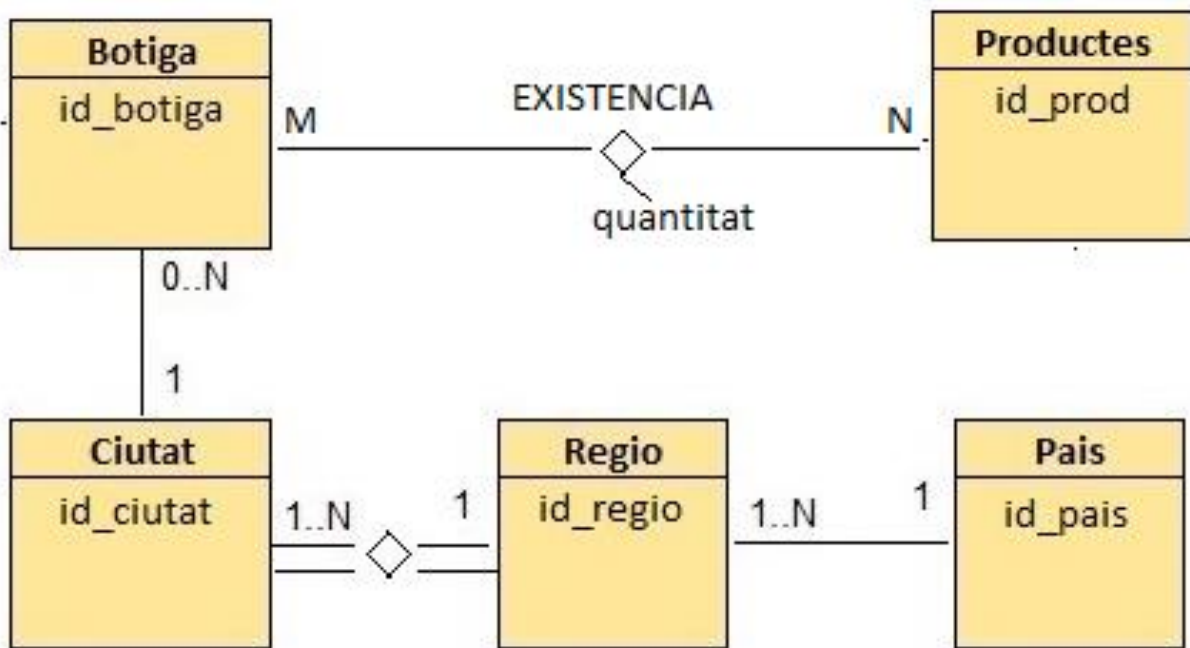 Botiga
id_botiga
M
EXISTENCIA
quantitat
N
Productes
id_prod
0..N
1
Ciutat
id_ciutat
1..N
1
Regio
id_regio
1..N
1
Pais
id_pais